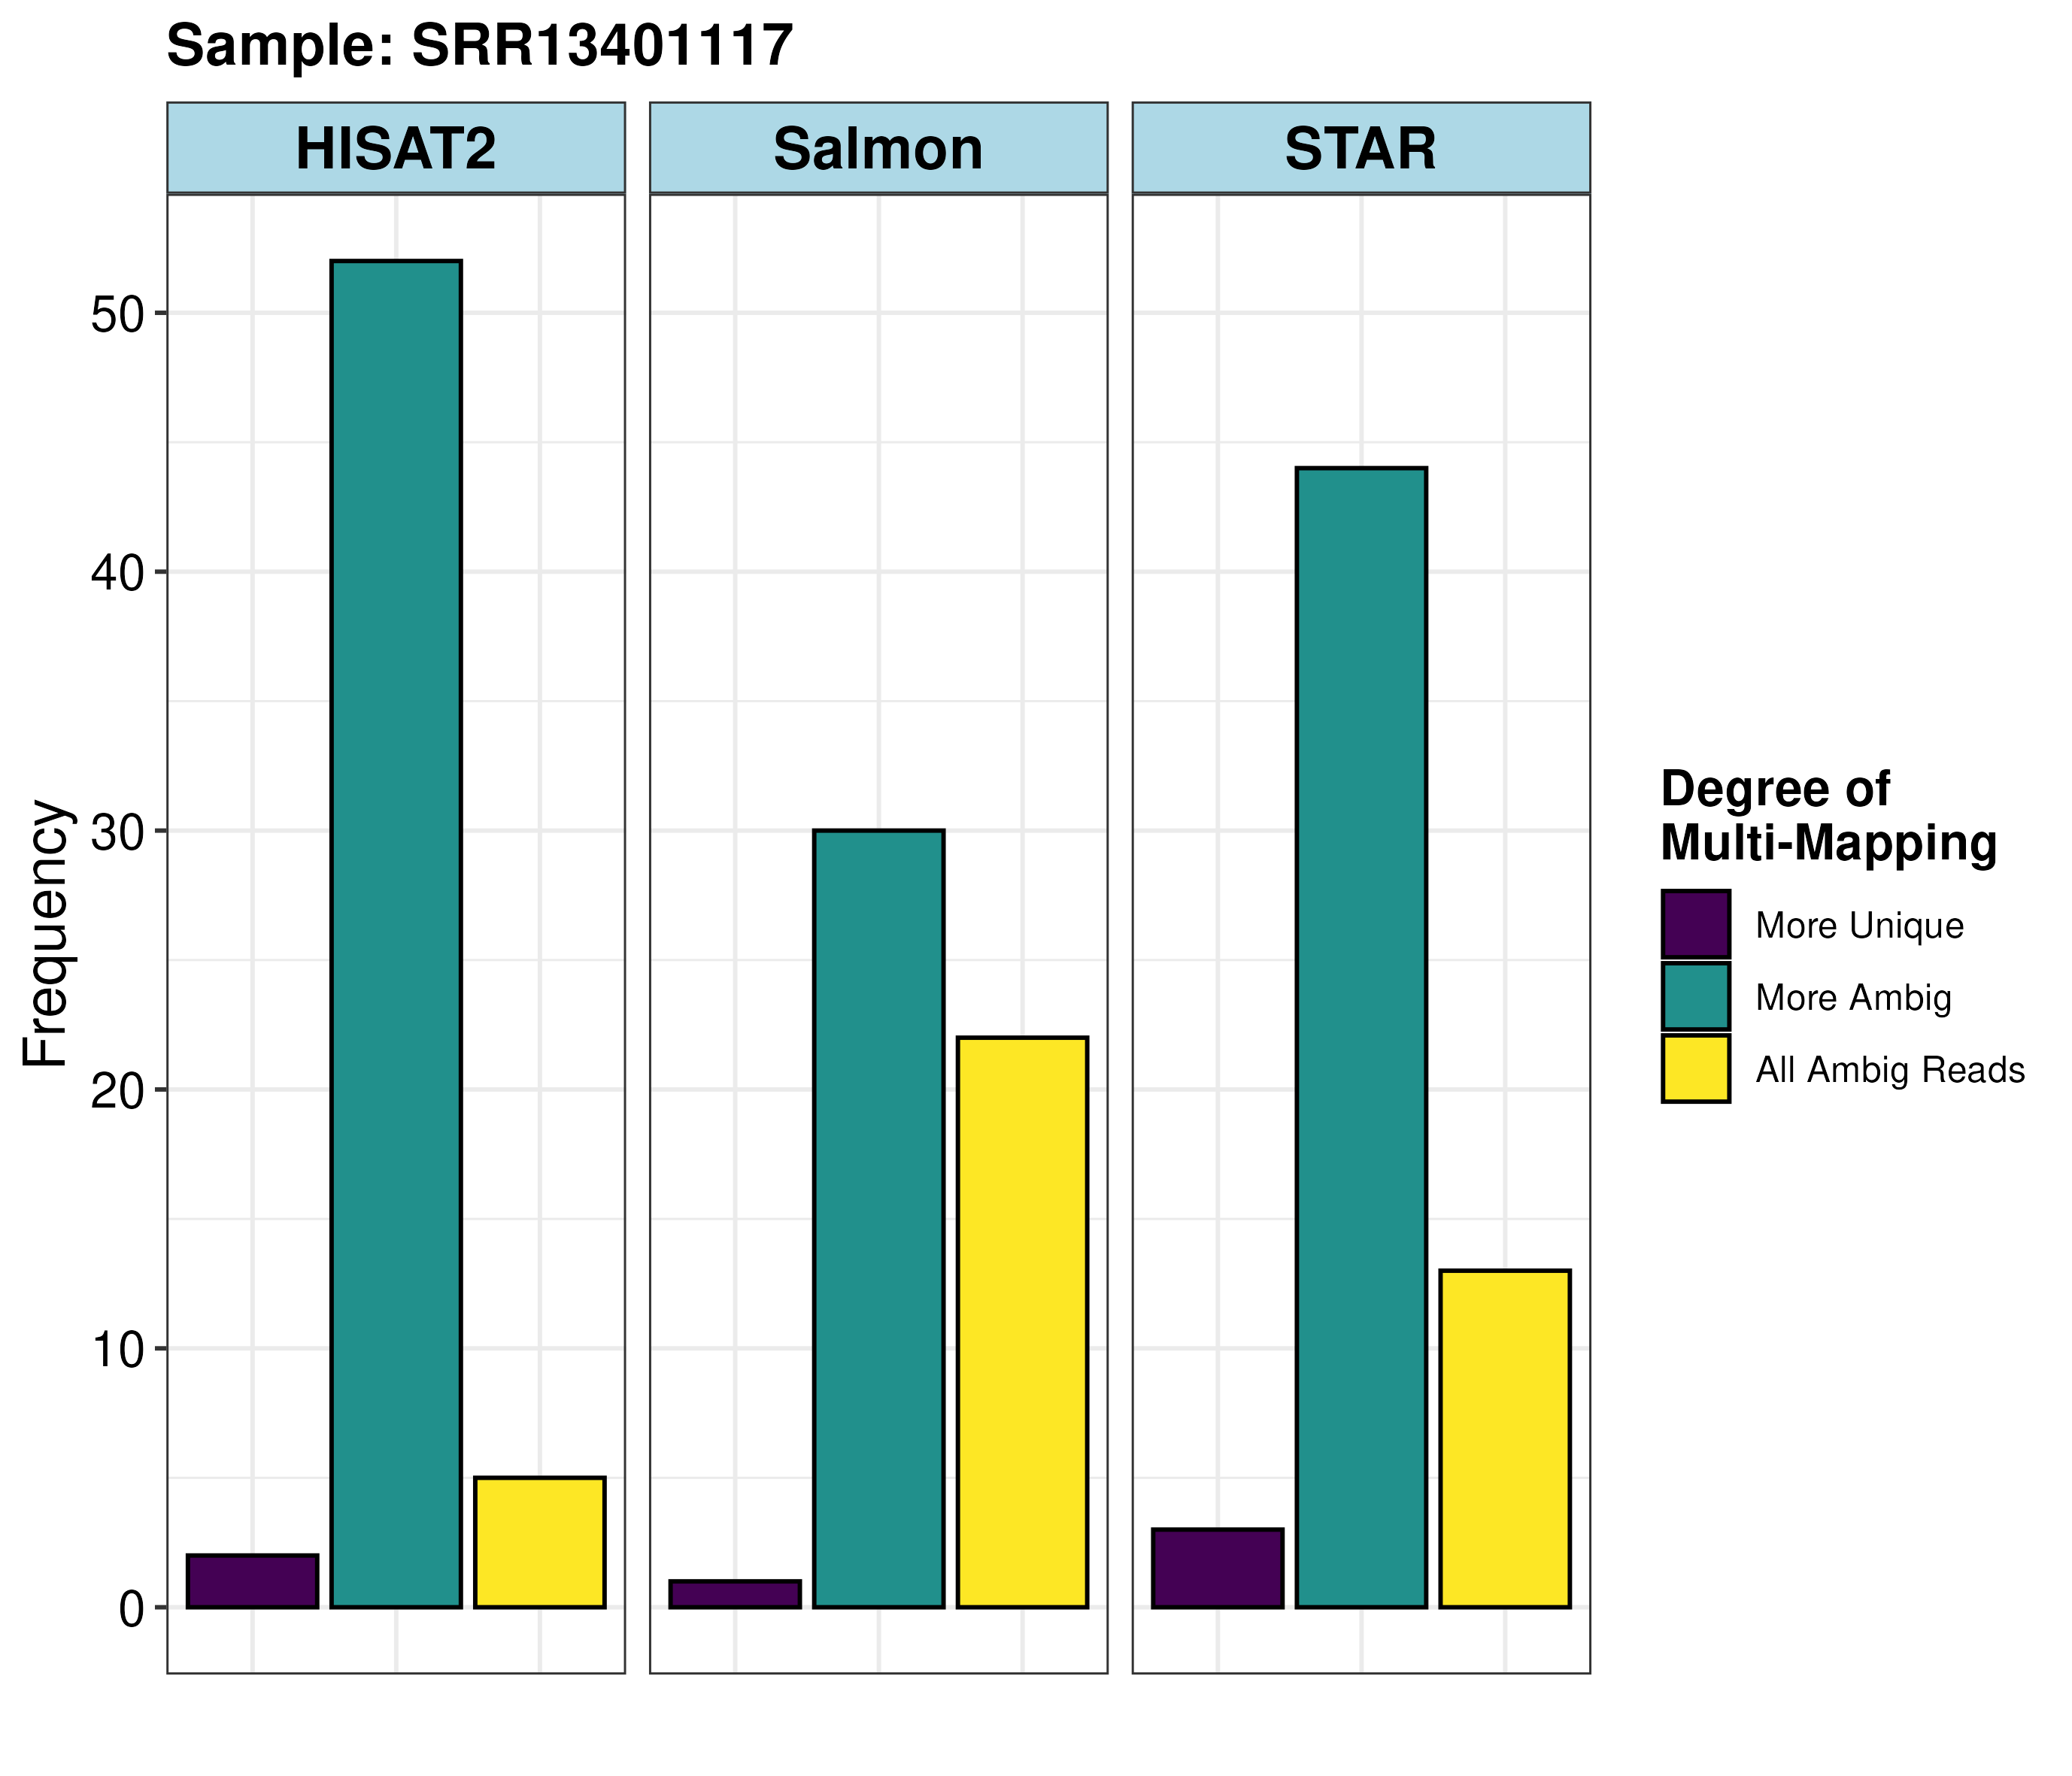 Sample: SRR13401117
HISAT2
Salmon
STAR
Frequency
50
40
30
20
10
0
Degree of
Multi-Mapping
More Unique
More Ambig
All Ambig Reads